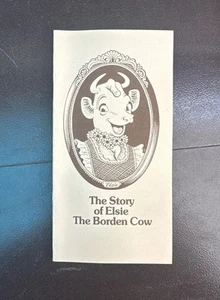 The Story
of Elsie
The Borden Cow